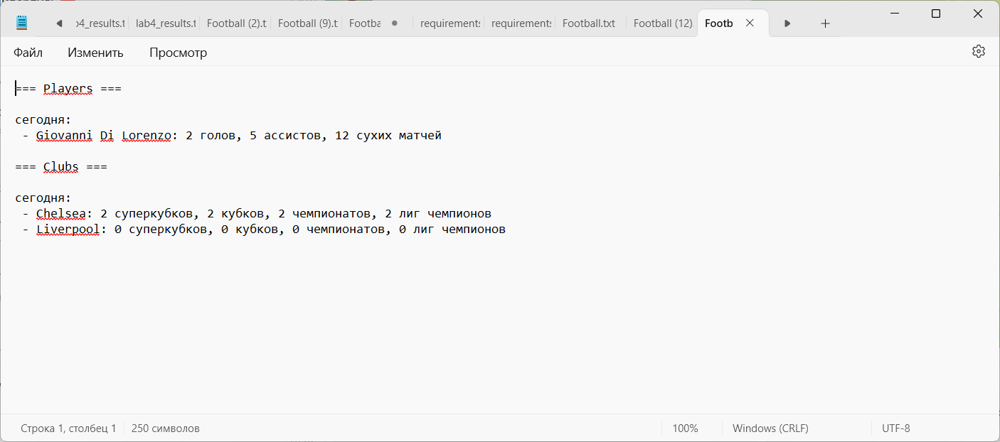 04_results.t lab4_results.t Football (2).t Football (9).t Footba requirements requirements Football.txt Football (12) Footb
Файл Изменить Просмотр
=== Players ===
сегодня:
- Giovanni Di Lorenzo: 2 голов, 5 ассистов, 12 сухих матчей
=== Clubs ===
сегодня:
- Chelsea: 2 суперкубков, 2 кубков, 2 чемпионатов, 2 лиг чемпионов
- Liverpool: 0 суперкубков, 0 кубков, 0 чемпионатов, 0 лиг чемпионов
Строка 1, столбец 1 250 символов 100% Windows (CRLF) UTF-8